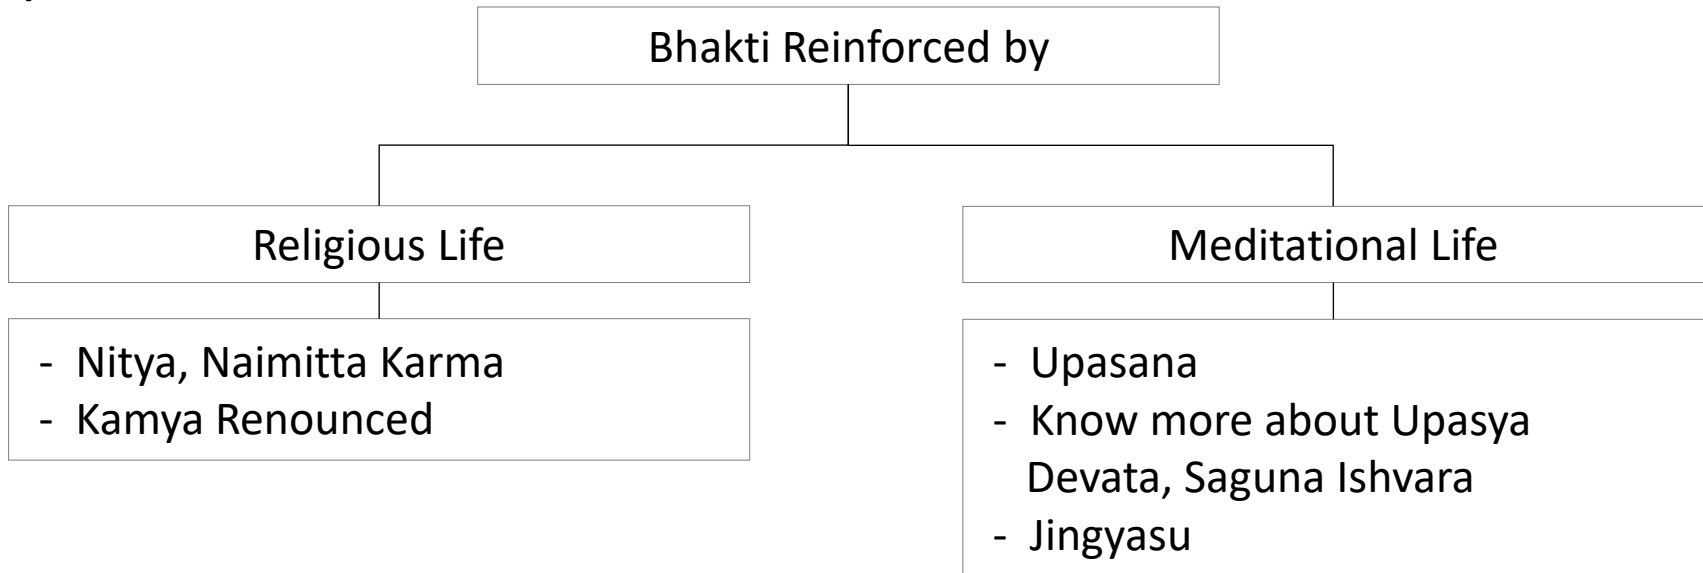 Bhakti Reinforced by
Religious Life
- Nitya, Naimitta Karma
- Kamya Renounced
Meditational Life
- Upasana
- Know more about Upasya
Devata, Saguna Ishvara
- Jingyasu